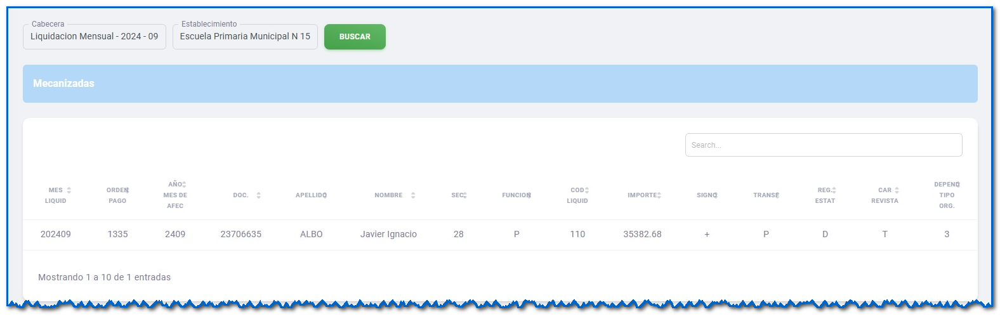 Cabecera
Establecimiento
Liquidacion Mensual - 2024 - 09
Escuela Primaria Municipal N 15
BUSCAR
Mecanizadas
Search...
MES LIQUID
ORDEN PAGO
AÑO MES DE AFEC
DOC.
APELLIDO
NOMBRE
SEC
FUNCION
COD LIQUID
IMPORTE
SIGNO
TRANSF
REG. ESTAT
CAR REVISTA
DEPEND TIPO ORG.
202409 1335 2409 23706635 ALBO Javier Ignacio 28 P 110 35382.68 + P D T 3
Mostrando 1 a 10 de 1 entradas